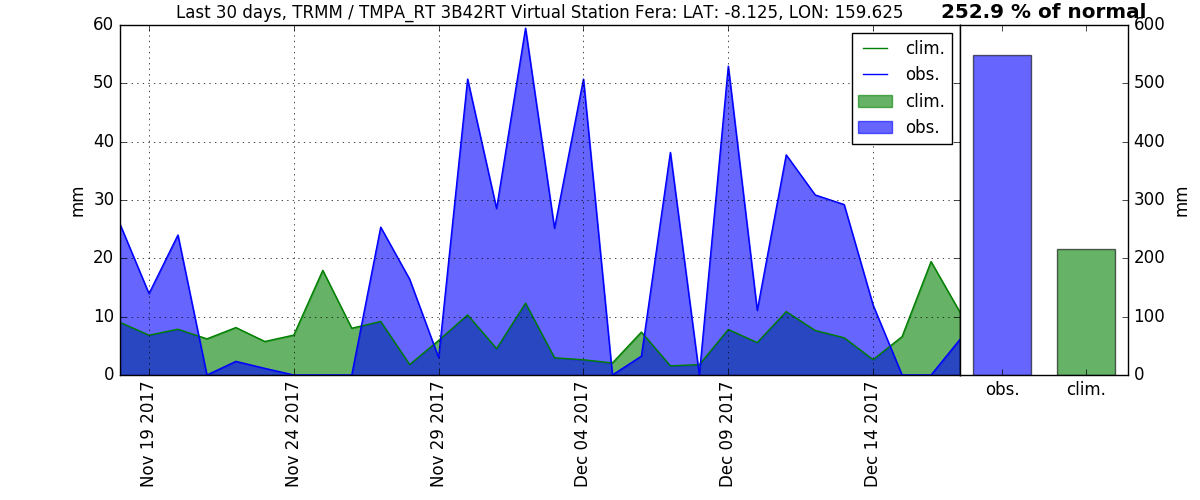 Last 30 days, TRMM / TMPA_RT 3B42RT Virtual Station Fera: LAT: -8.125, LON: 159.625
252.9 % of normal
60
50
40
30
20
10
0
mm
clim.
obs.
clim.
obs.
600
500
400
300
200
100
0
mm
Nov 19 2017
Nov 24 2017
Nov 29 2017
Dec 04 2017
Dec 09 2017
Dec 14 2017
obs.
clim.